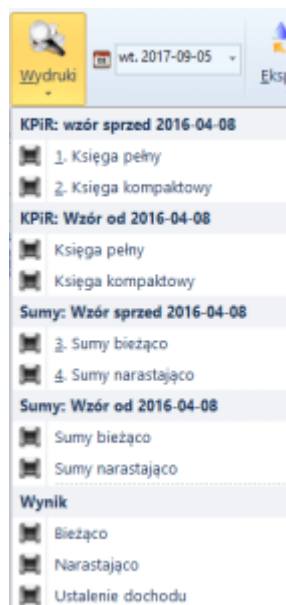 Wydruki
wt. 2017-09-05
KPiR: wzór sprzed 2016-04-08
1. Księga pełny
2. Księga kompaktowy
KPiR: Wzór od 2016-04-08
Księga pełny
Księga kompaktowy
Sumy: Wzór sprzed 2016-04-08
3. Sumy bieżąco
4. Sumy narastająco
Sumy: Wzór od 2016-04-08
Sumy bieżąco
Sumy narastająco
Wynik
Bieżąco
Narastająco
Ustalenie dochodu